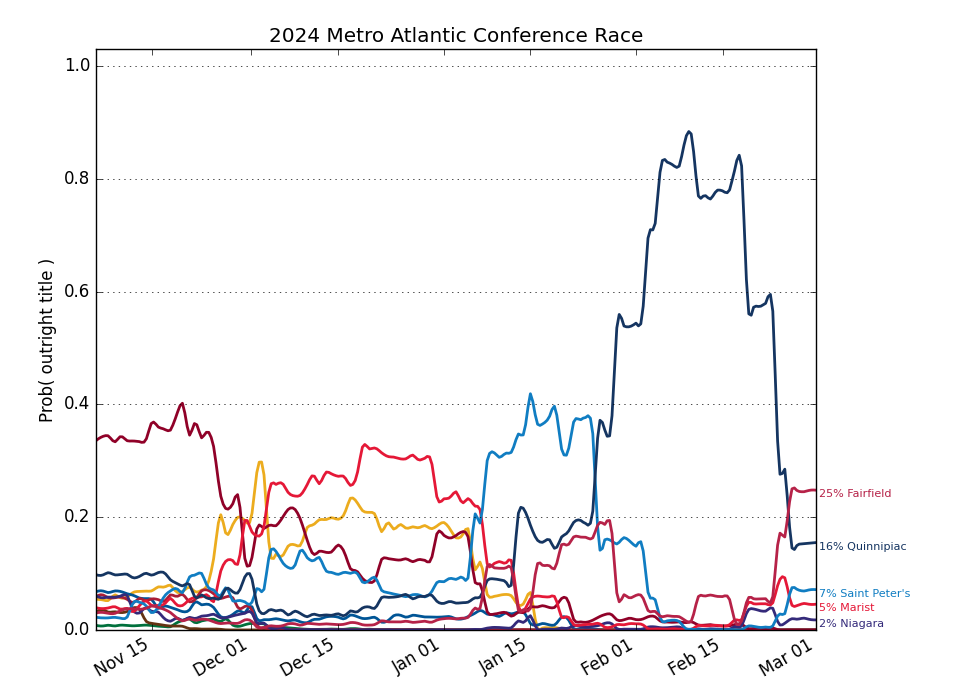 2024 Metro Atlantic Conference Race
Prob( outright title )
1.0
0.8
0.6
0.4
0.2
0.0
25% Fairfield
16% Quinnipiac
7% Saint Peter's
5% Marist
2% Niagara
Nov 15
Dec 01
Dec 15
Jan 01
Jan 15
Feb 01
Feb 15
Mar 01